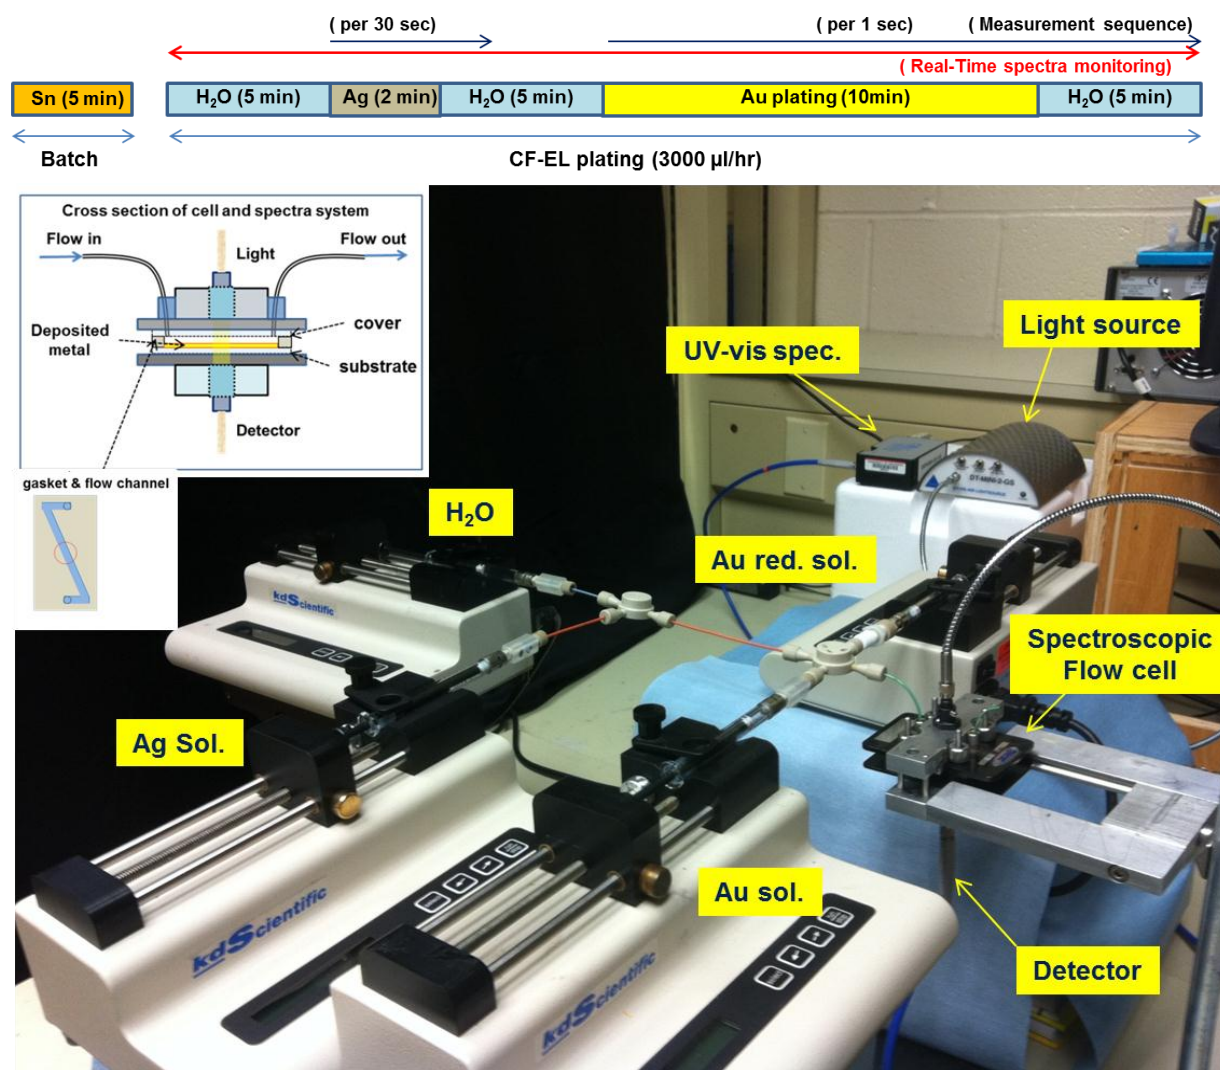 ( per 30 sec)
( per 1 sec)
( Measurement sequence)
( Real-Time spectra monitoring)
Sn (5 min)
H₂O (5 min)
Ag (2 min)
H₂O (5 min)
Au plating (10min)
H₂O (5 min)
Batch
CF-EL plating (3000 µl/hr)
Cross section of cell and spectra system
Flow in
Flow out
Light
Deposited
metal
cover
substrate
Detector
gasket & flow channel
Light source
UV-vis spec.
H₂O
Au red. sol.
DT-MINI-2-GS
Spectroscopic
Flow cell
kdScientific
Ag Sol.
Au sol.
kdScientific
kdScientific
Detector